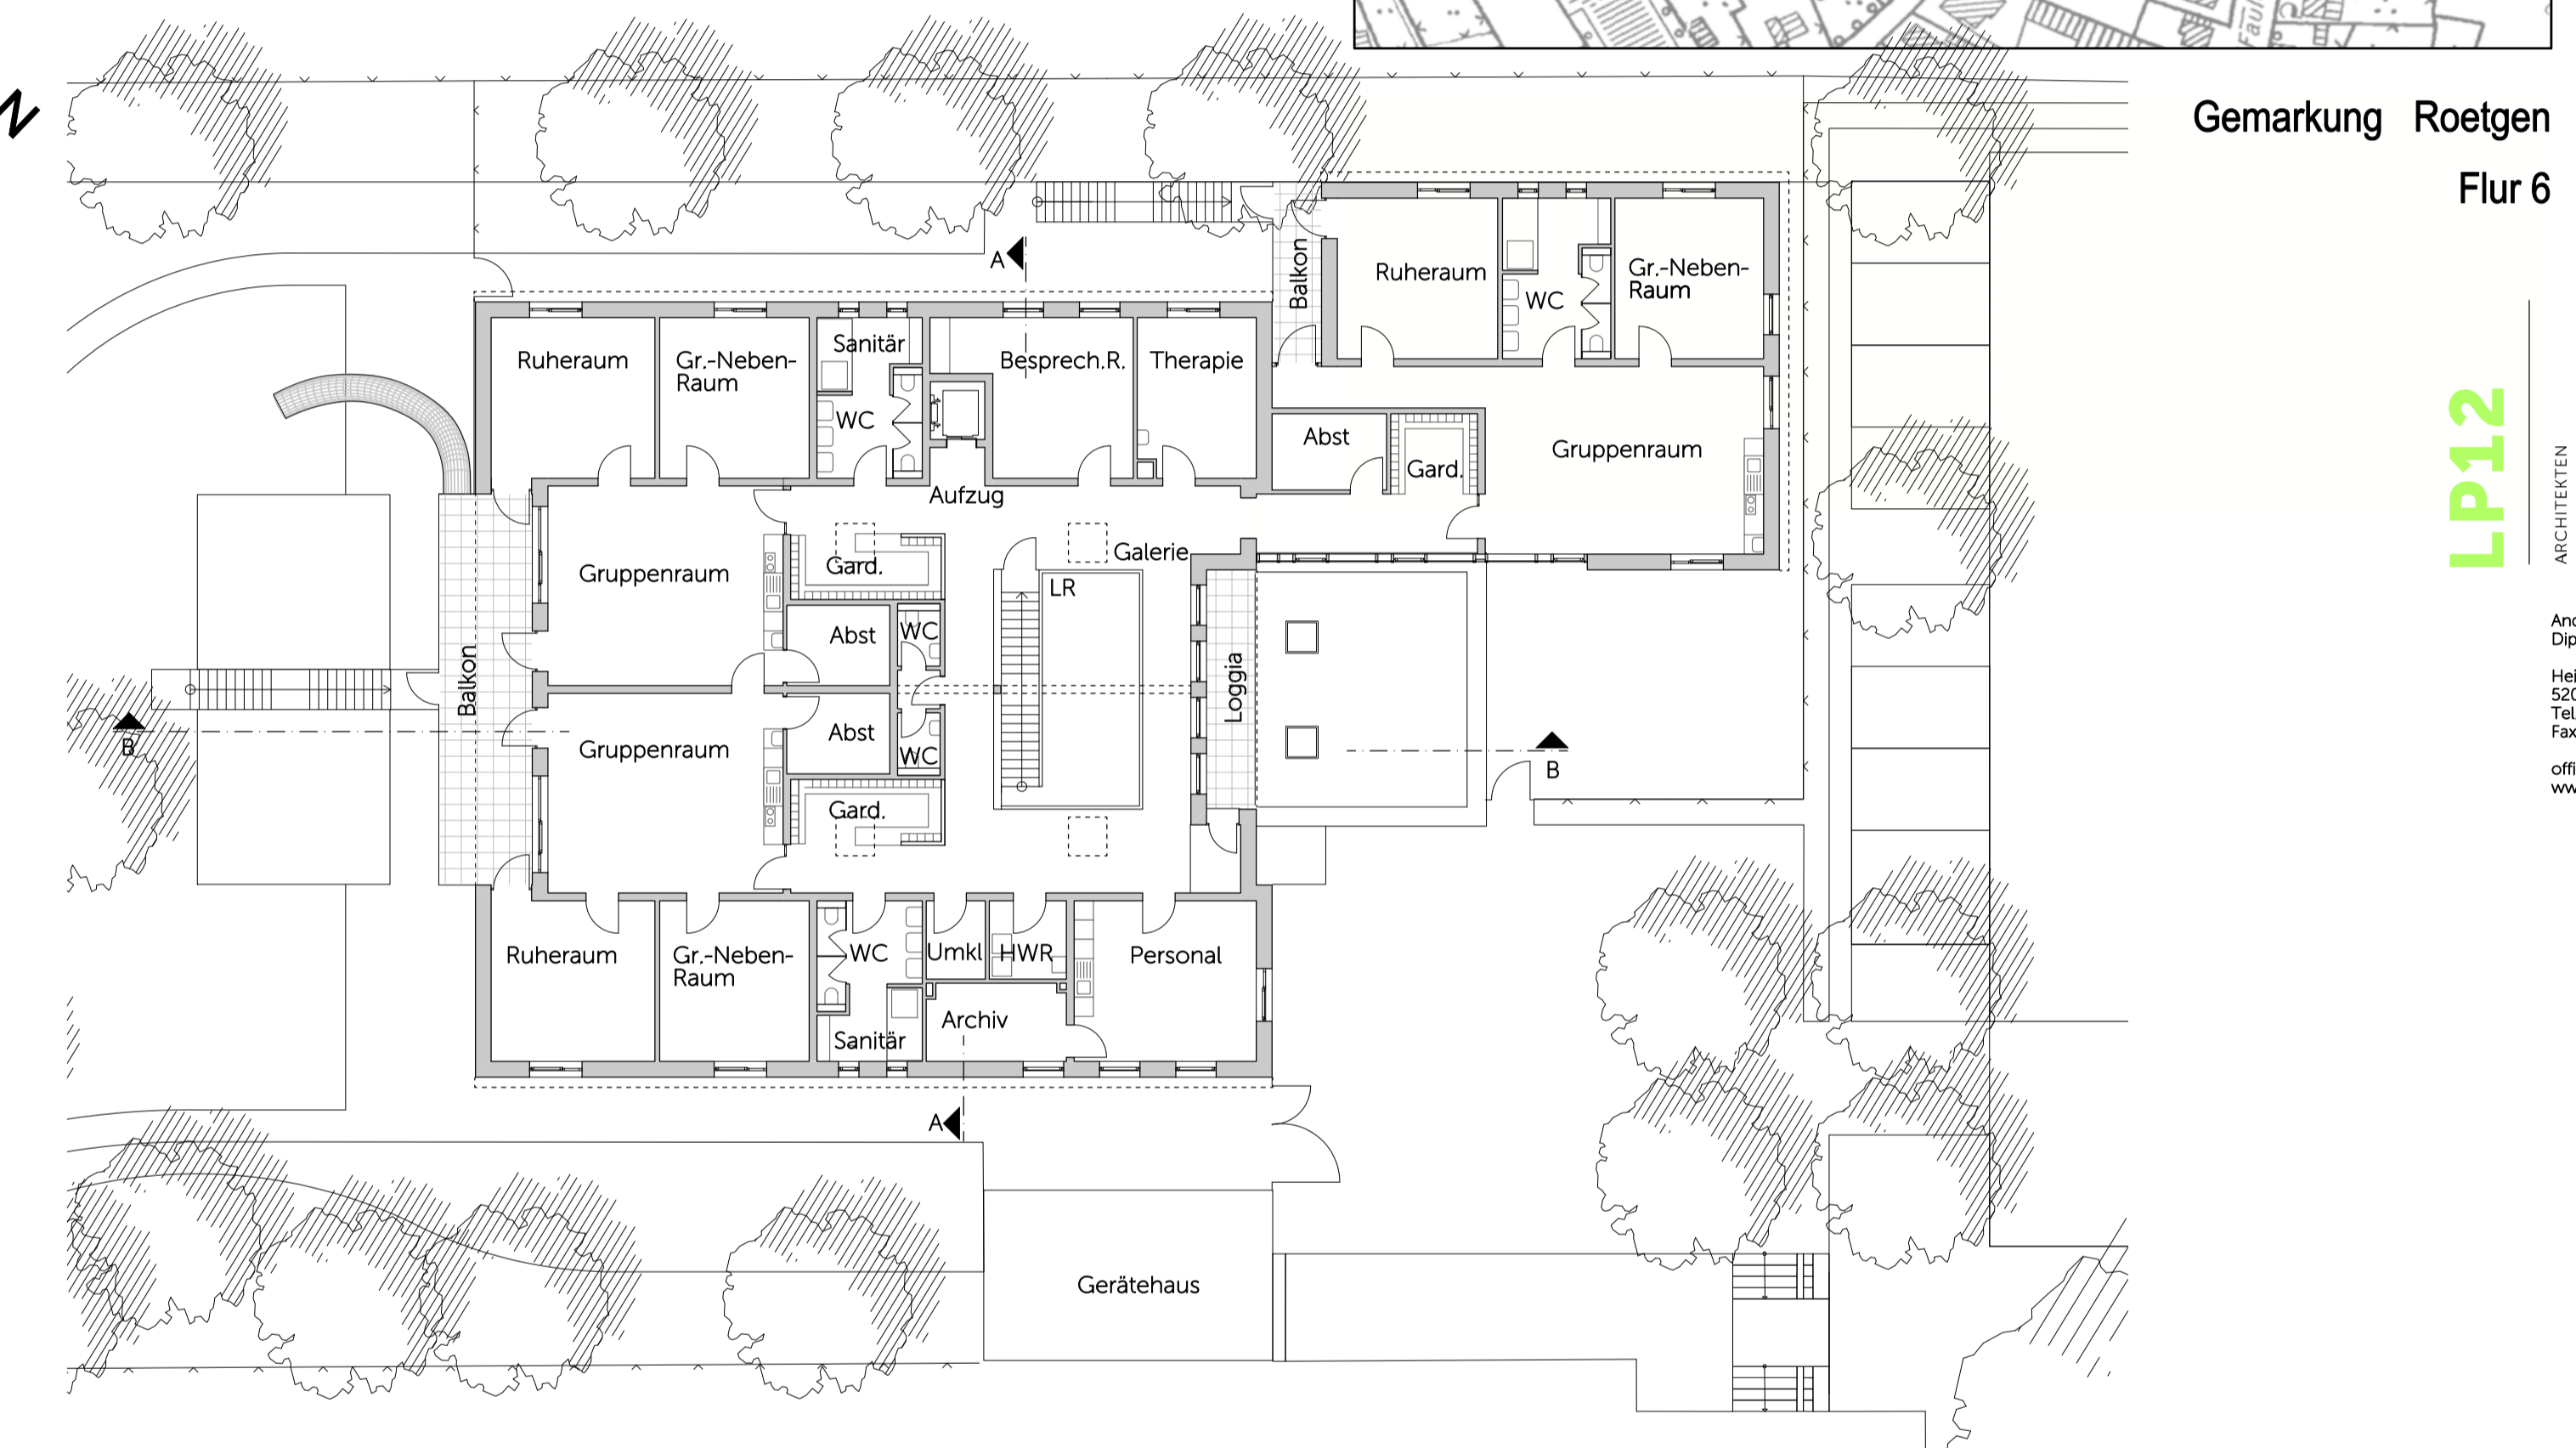 N
Gemarkung Roetgen
Flur 6
LP12
ARCHITEKTEN
A
Balkon
Ruheraum
WC
Gr.-Neben-
Raum
Ruheraum
Gr.-Neben-
Raum
Sanitär
WC
Besprech.R.
Therapie
Aufzug
Abst
Gard.
Gruppenraum
Gruppenraum
Gard.
Galerie
LR
Abst
WC
Balkon
Loggia
B
Gruppenraum
Abst
WC
B
Gard.
Ruheraum
Gr.-Neben-
Raum
WC
Sanitär
Umkl
HWR
Personal
Archiv
A
Gerätehaus